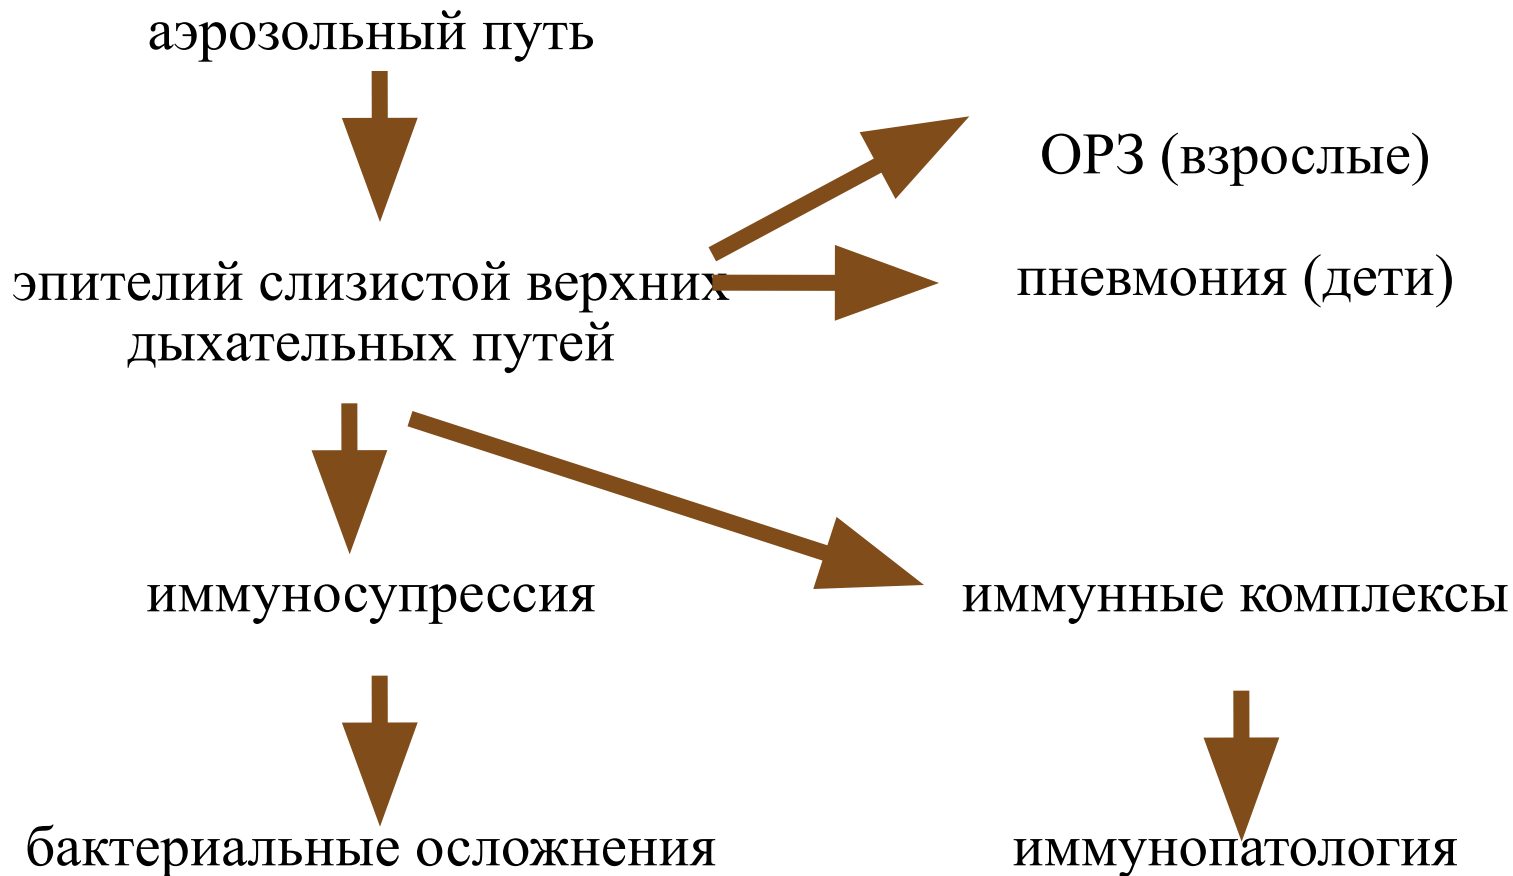 аэрозольный путь
ОРЗ (взрослые)
эпителий слизистой верхних
дыхательных путей
пневмония (дети)
иммуносупрессия
иммунные комплексы
бактериальные осложнения
иммунопатология